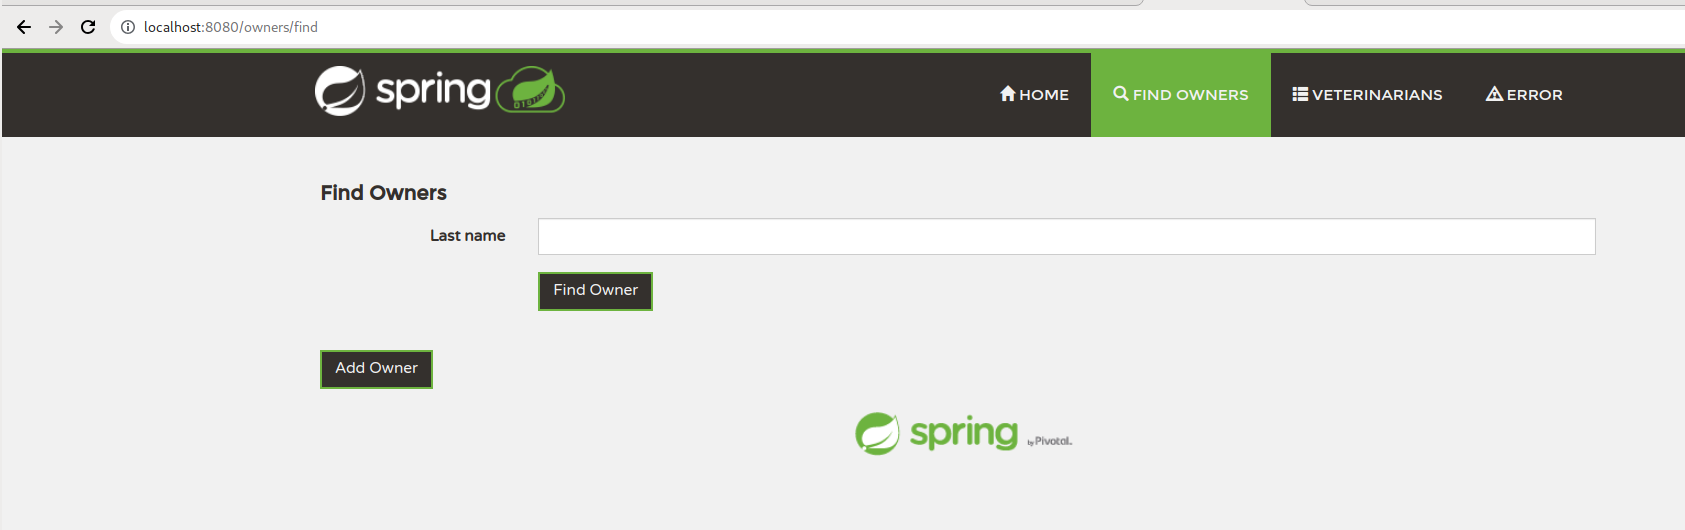 localhost:8080/owners/find
spring
HOME
FIND OWNERS
VETERINARIANS
ERROR
Find Owners
Last name
Find Owner
Add Owner
spring by Pivotal.